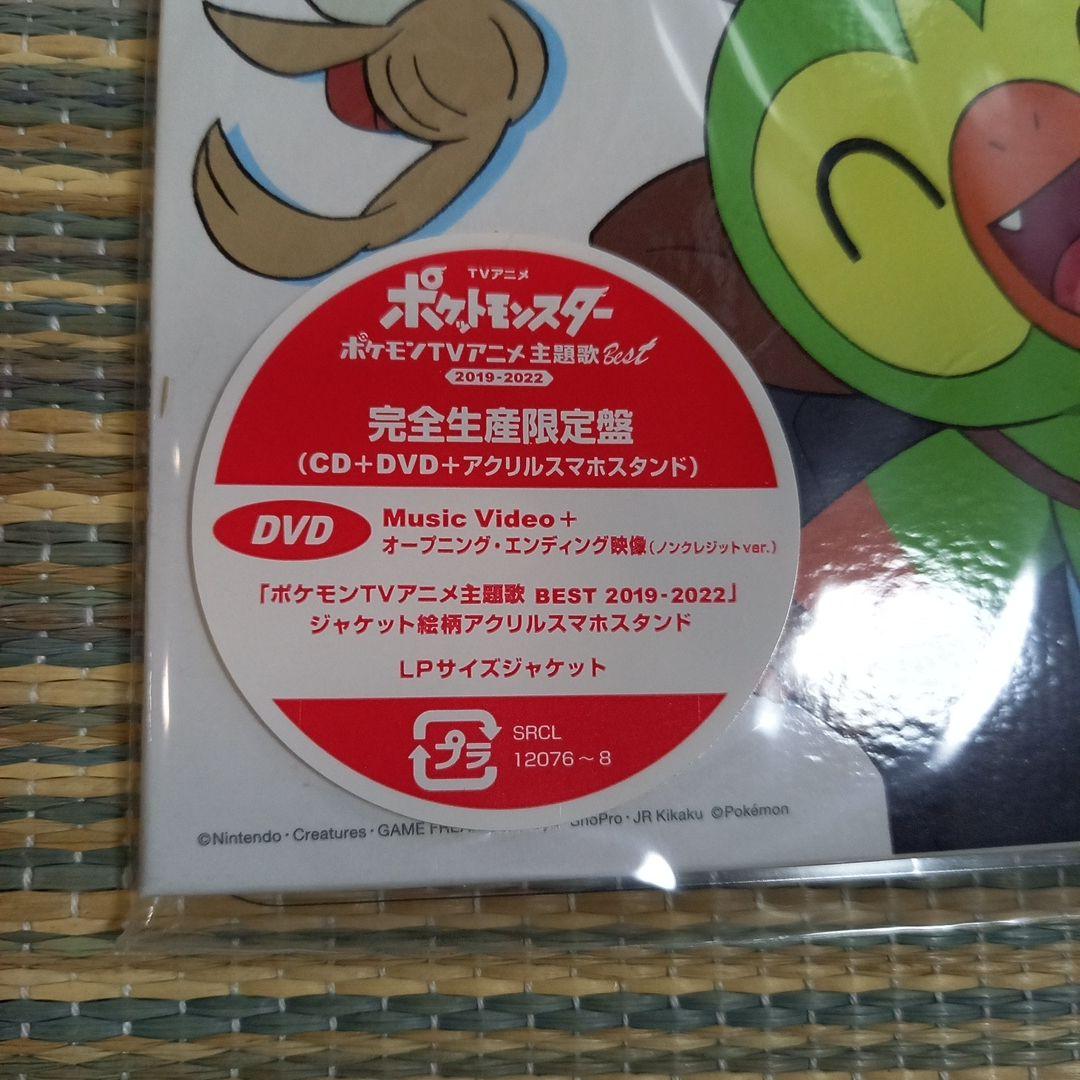 TVアニメ
ポケットモンスター
ポケモンTVアニメ主題歌Best
2019-2022
完全生産限定盤
(CD+DVD+アクリルスマホスタンド)
DVD
Music Video+
オープニング・エンディング映像(ノンクレジットver.)
「ポケモンTVアニメ主題歌 BEST 2019-2022」
ジャケット絵柄アクリルスマホスタンド
LPサイズジャケット
プラ
SRCL
12076~8
©Nintendo・Creatures・GAME ShoPro・JR Kikaku ©Pokémon